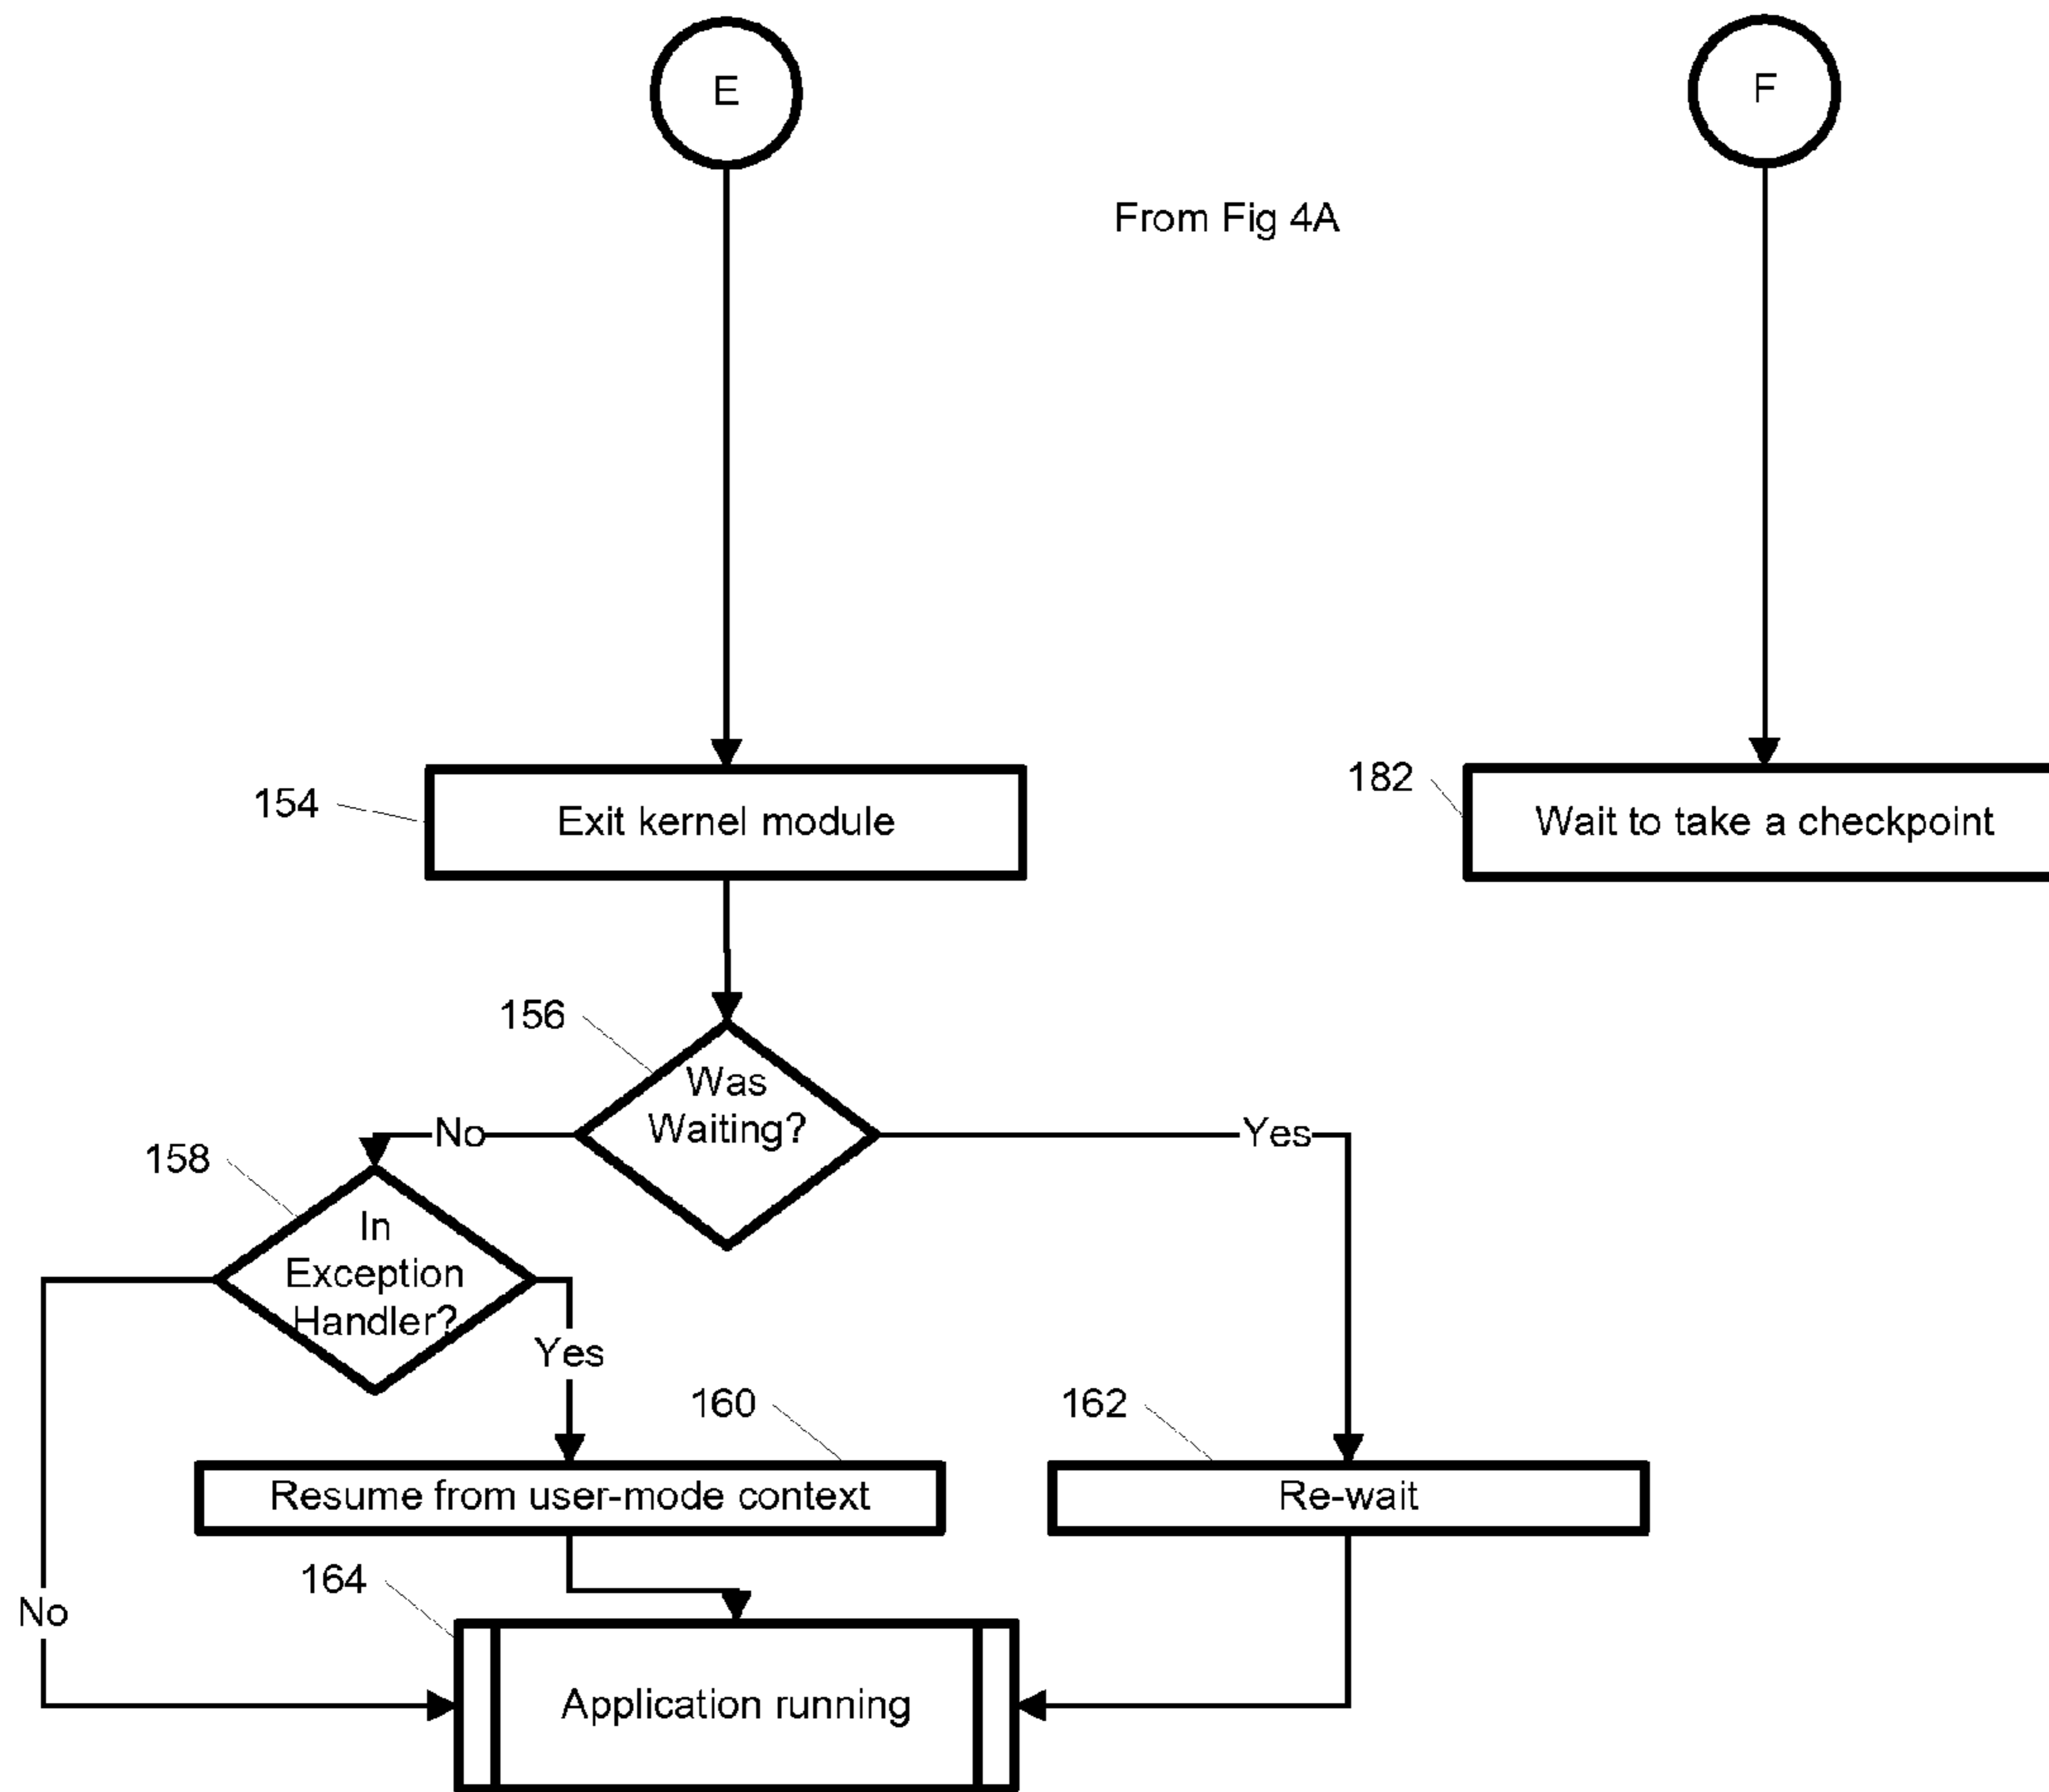 E
F
From Fig 4A
154
Exit kernel module
182
Wait to take a checkpoint
156
Was
Waiting?
No
Yes
158
In
Exception
Handler?
Yes
160
162
Resume from user-mode context
Re-wait
164
No
Application running